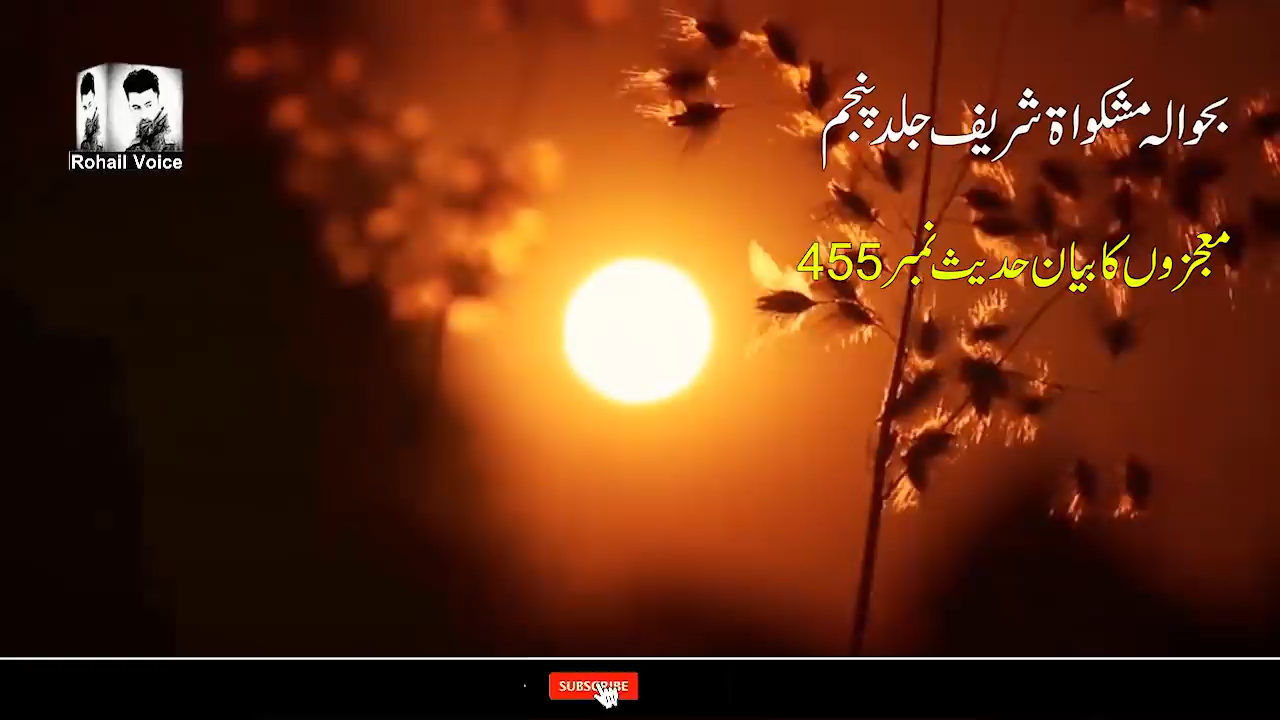 Rohail Voice
بحوالہ مشکواۃ شریف جلد پنجم
معجزوں کا بیان حدیث نمبر 455
SUBSCRIBE